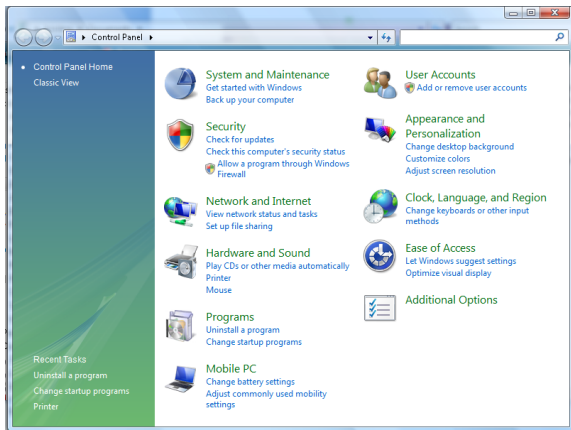 Control Panel
Control Panel Home
Classic View
Recent Tasks
Uninstall a program
Change startup programs
Printer
System and Maintenance
Get started with Windows
Back up your computer
Security
Check for updates
Check this computer's security status
Allow a program through Windows
Firewall
Network and Internet
View network status and tasks
Set up file sharing
Hardware and Sound
Play CDs or other media automatically
Printer
Mouse
Programs
Uninstall a program
Change startup programs
Mobile PC
Change battery settings
Adjust commonly used mobility
settings
User Accounts
Add or remove user accounts
Appearance and
Personalization
Change desktop background
Customize colors
Adjust screen resolution
Clock, Language, and Region
Change keyboards or other input
methods
Ease of Access
Let Windows suggest settings
Optimize visual display
Additional Options